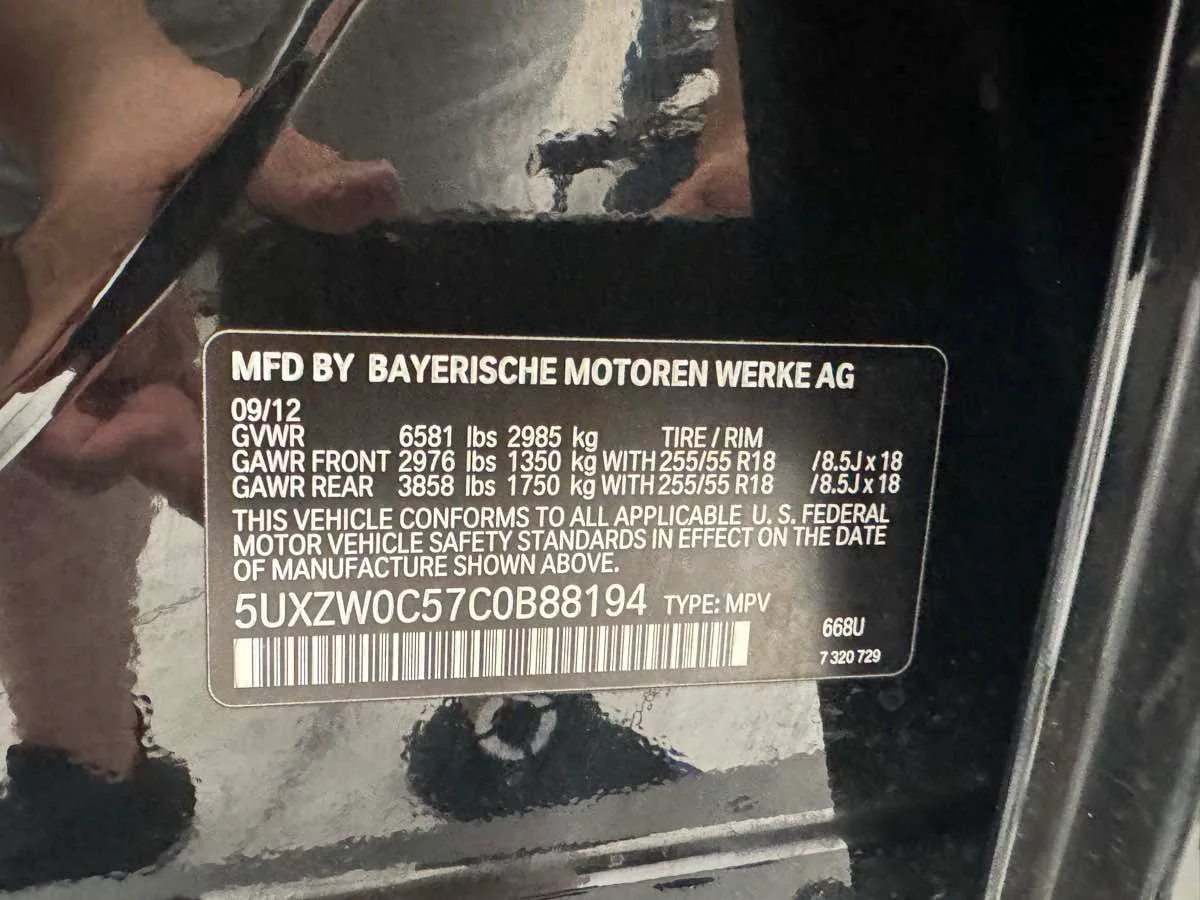 MFD BY BAYERISCHE MOTOREN WERKE AG
09/12
GVWR 6581 lbs 2985 kg TIRE / RIM
GAWR FRONT 2976 lbs 1350 kg WITH 255/55 R18 /8.5J x 18
GAWR REAR 3858 lbs 1750 kg WITH 255/55 R18 /8.5J x 18
THIS VEHICLE CONFORMS TO ALL APPLICABLE U. S. FEDERAL
MOTOR VEHICLE SAFETY STANDARDS IN EFFECT ON THE DATE
OF MANUFACTURE SHOWN ABOVE.
5UXZW0C57C0B88194 TYPE: MPV
668U
7 320 729